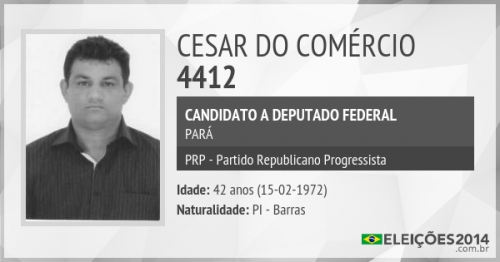 CESAR DO COMÉRCIO
4412
CANDIDATO A DEPUTADO FEDERAL
PARÁ
PRP - Partido Republicano Progressista
Idade: 42 anos (15-02-1972)
Naturalidade: PI - Barras
ELEIÇÕES2014
.com.br